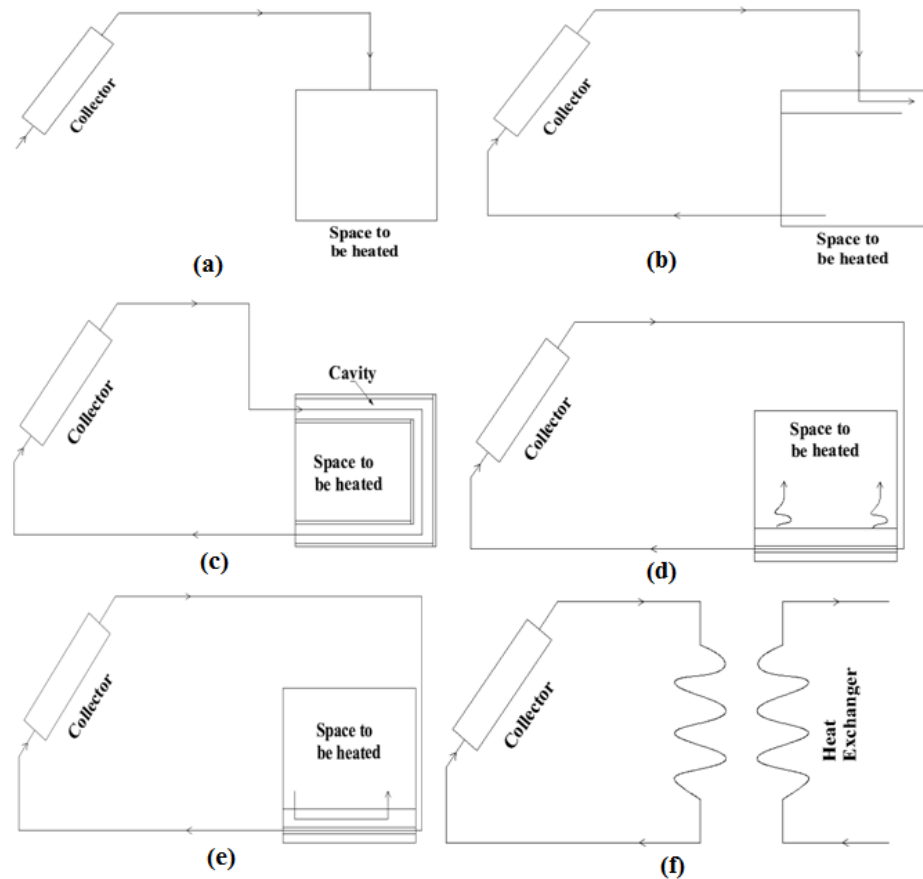 Collector
Space to
be heated
(a)
Collector
Space to
be heated
(b)
Collector
Cavity
Space to
be heated
(c)
Collector
Space to
be heated
(d)
Collector
Space to
be heated
(e)
Collector
Heat
Exchanger
(f)